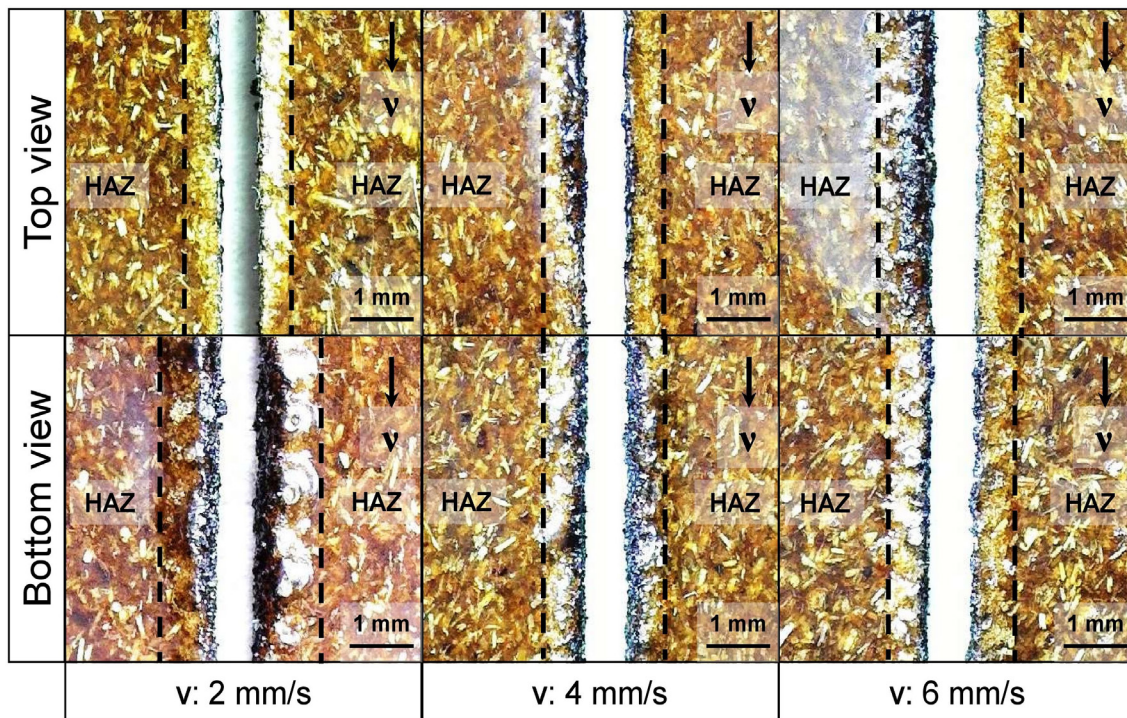 Top view
HAZ
HAZ
v
1 mm
HAZ
HAZ
v
1 mm
HAZ
HAZ
v
1 mm
Bottom view
HAZ
HAZ
v
1 mm
HAZ
HAZ
v
1 mm
HAZ
HAZ
v
1 mm
v: 2 mm/s
v: 4 mm/s
v: 6 mm/s